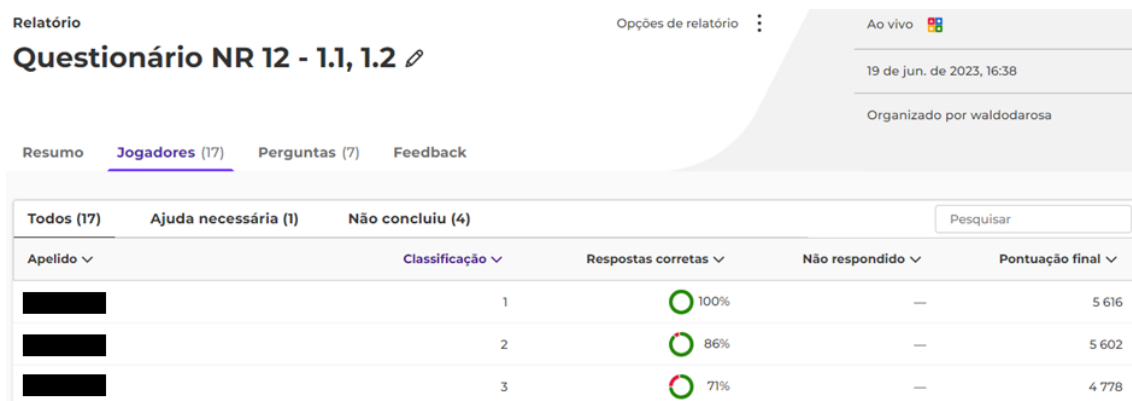 Relatório
Opções de relatório
Ao vivo
Questionário NR 12 - 1.1, 1.2
19 de jun. de 2023, 16:38
Organizado por waldodarosa
Resumo Jogadores (17) Perguntas (7) Feedback
Todos (17) Ajuda necessária (1) Não concluiu (4) Pesquisar
Apelido Classificação Respostas corretas Não respondido Pontuação final
1 100% — 5 616
2 86% — 5 602
3 71% — 4 778